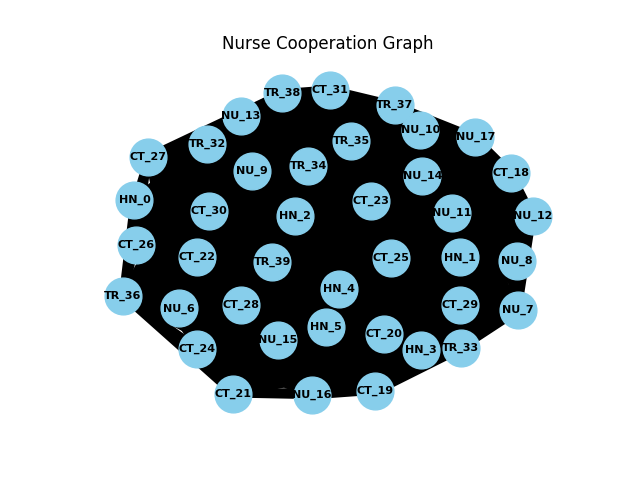 Nurse Cooperation Graph
TR_38
CT_31
TR_37
NU_13
NU_10
NU_17
TR_32
TR_35
CT_27
NU_9
TR_34
NU_14
CT_18
HN_0
CT_30
HN_2
CT_23
NU_11
NU_12
CT_26
CT_22
TR_39
CT_25
HN_1
NU_8
TR_36
NU_6
CT_28
HN_4
CT_29
NU_7
CT_24
NU_15
HN_5
CT_20
HN_3
TR_33
CT_21
NU_16
CT_19